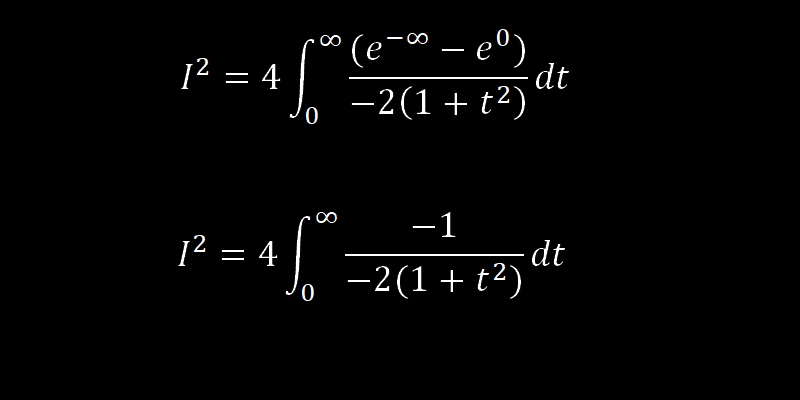 I² = 4 ∫₀^∞ (e^{-∞} − e⁰) / −2(1 + t²) dt
I² = 4 ∫₀^∞ −1 / −2(1 + t²) dt